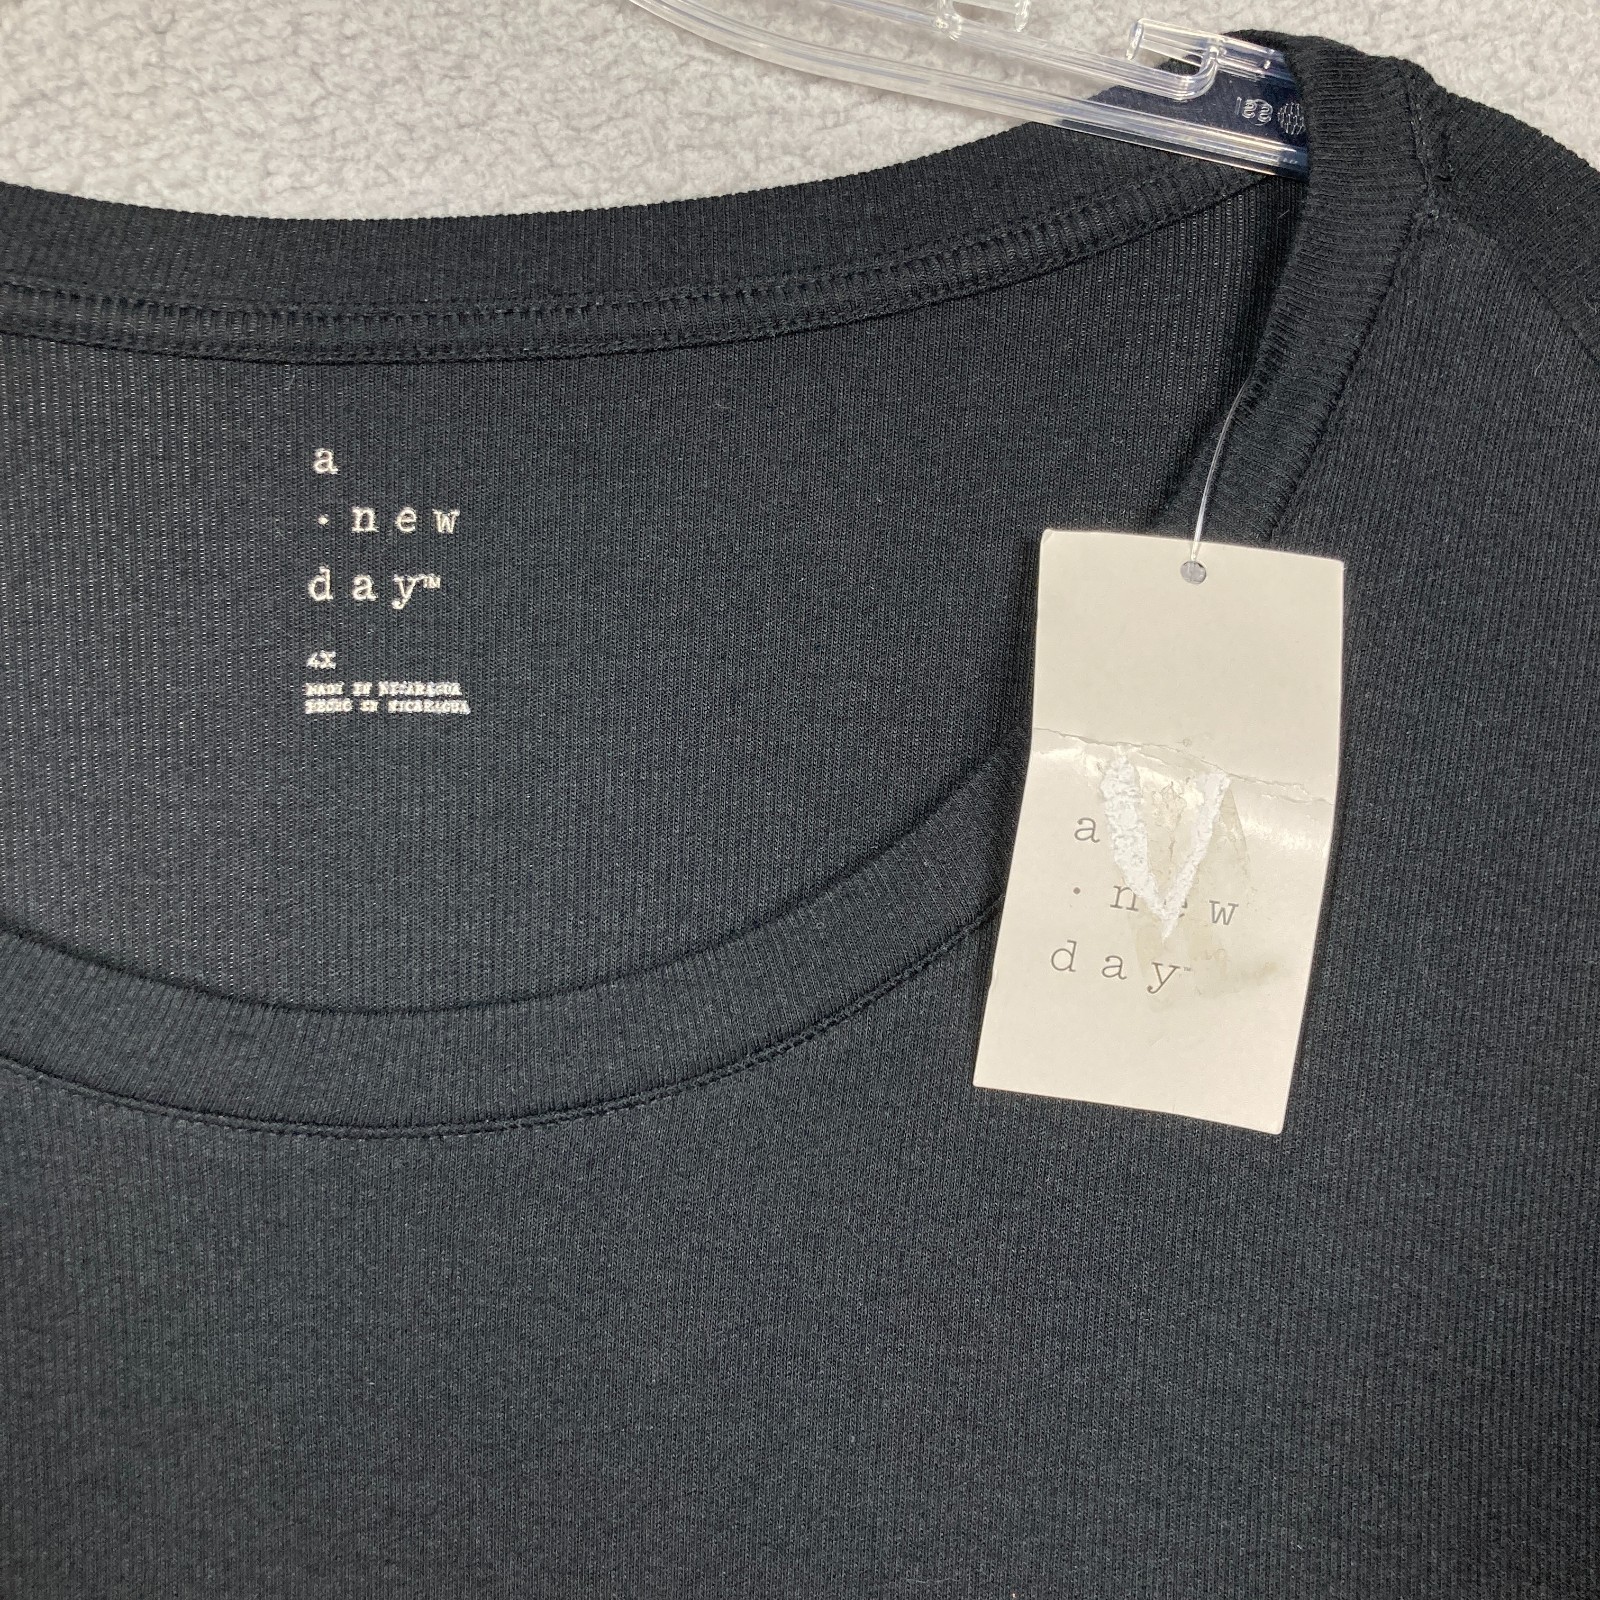 a
· new
day™
4X
MADE IN NICARAGUA
HECHO EN NICARAGUA
a
· new
day™